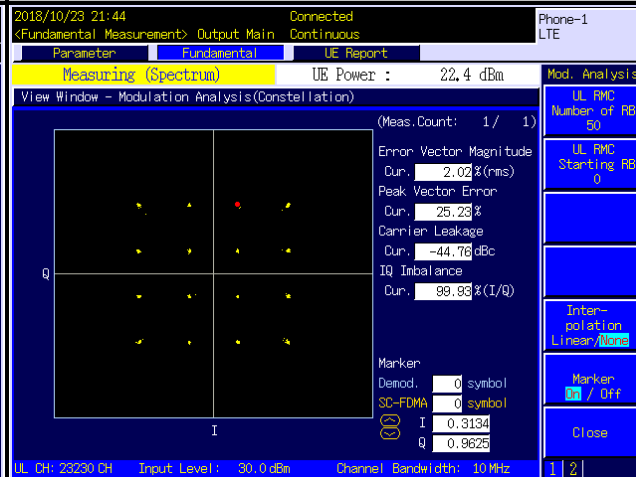 2018/10/23 21:44 Connected Phone-1
<Fundamental Measurement> Output Main Continuous LTE
Parameter Fundamental UE Report
Measuring (Spectrum) UE Power : 22.4 dBm Mod. Analysis
View Window - Modulation Analysis(Constellation)
UL RMC
Number of RB
50
(Meas.Count: 1/ 1)
Error Vector Magnitude
Cur. 2.02 %(rms)
UL RMC
Starting RB
0
Peak Vector Error
Cur. 25.23 %
Carrier Leakage
Cur. -44.76 dBc
IQ Imbalance
Cur. 99.93 %(I/Q)
Q
I
Inter-
polation
Linear/None
Marker
Demod. 0 symbol
SC-FDMA 0 symbol
I 0.3134
Q 0.9625
Marker
On / Off
Close
UL CH: 23230 CH Input Level: 30.0 dBm Channel Bandwidth: 10 MHz 1 2